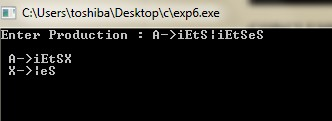 C:\Users\toshiba\Desktop\c\exp6.exe
Enter Production : A->iEtS|iEtSeS
A->iEtSX
X->|eS